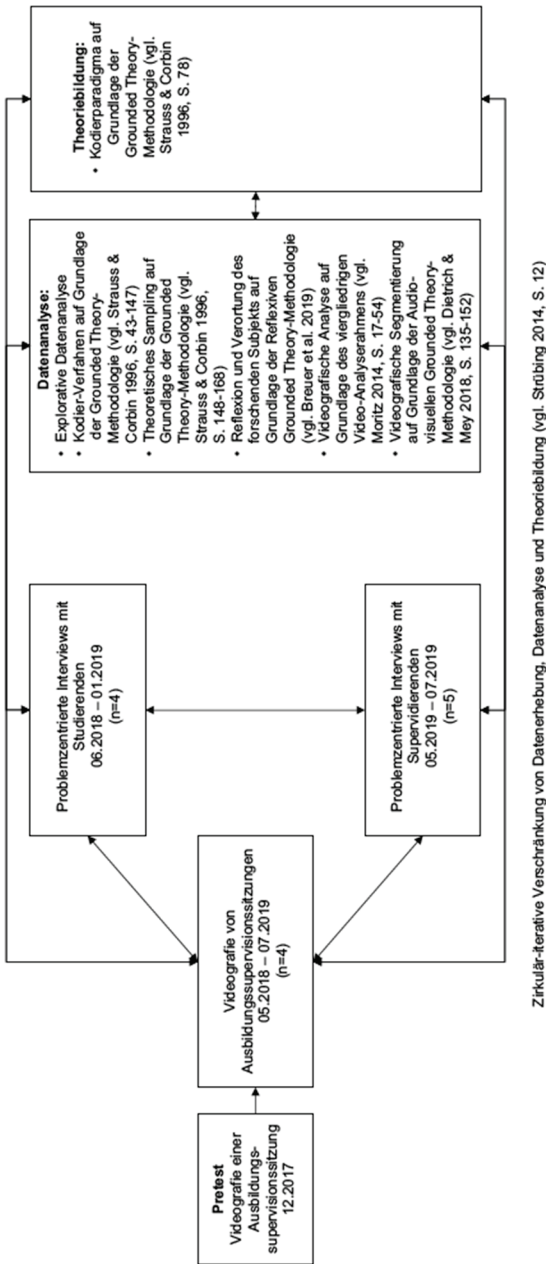 Pretest
Videografie einer
Ausbildungs-
supervisionssitzung
12.2017
Videografie von
Ausbildungssupervisionssitzungen
05.2018 – 07.2019
(n=4)
Problemzentrierte Interviews mit
Studierenden
06.2018 – 01.2019
(n=4)
Problemzentrierte Interviews mit
Supervidierenden
05.2019 – 07.2019
(n=5)
Datenanalyse:
• Explorative Datenanalyse
• Kodier-Verfahren auf Grundlage
der Grounded Theory-
Methodologie (vgl. Strauss &
Corbin 1996, S. 43-147)
• Theoretisches Sampling auf
Grundlage der Grounded
Theory-Methodologie (vgl.
Strauss & Corbin 1996,
S. 148-168)
• Reflexion und Verortung des
forschenden Subjekts auf
Grundlage der Reflexiven
Grounded Theory-Methodologie
(vgl. Breuer et al. 2019)
• Videografische Analyse auf
Grundlage des viergliedrigen
Video-Analyserahmens (vgl.
Moritz 2014, S. 17-54)
• Videografische Segmentierung
auf Grundlage der Audio-
visuellen Grounded Theory-
Methodologie (vgl. Dietrich &
Mey 2018, S. 135-152)
Theoriebildung:
• Kodierparadigma auf
Grundlage der
Grounded Theory-
Methodologie (vgl.
Strauss & Corbin
1996, S. 78)
Zirkulär-iterative Verschränkung von Datenerhebung, Datenanalyse und Theoriebildung (vgl. Strübing 2014, S. 12)